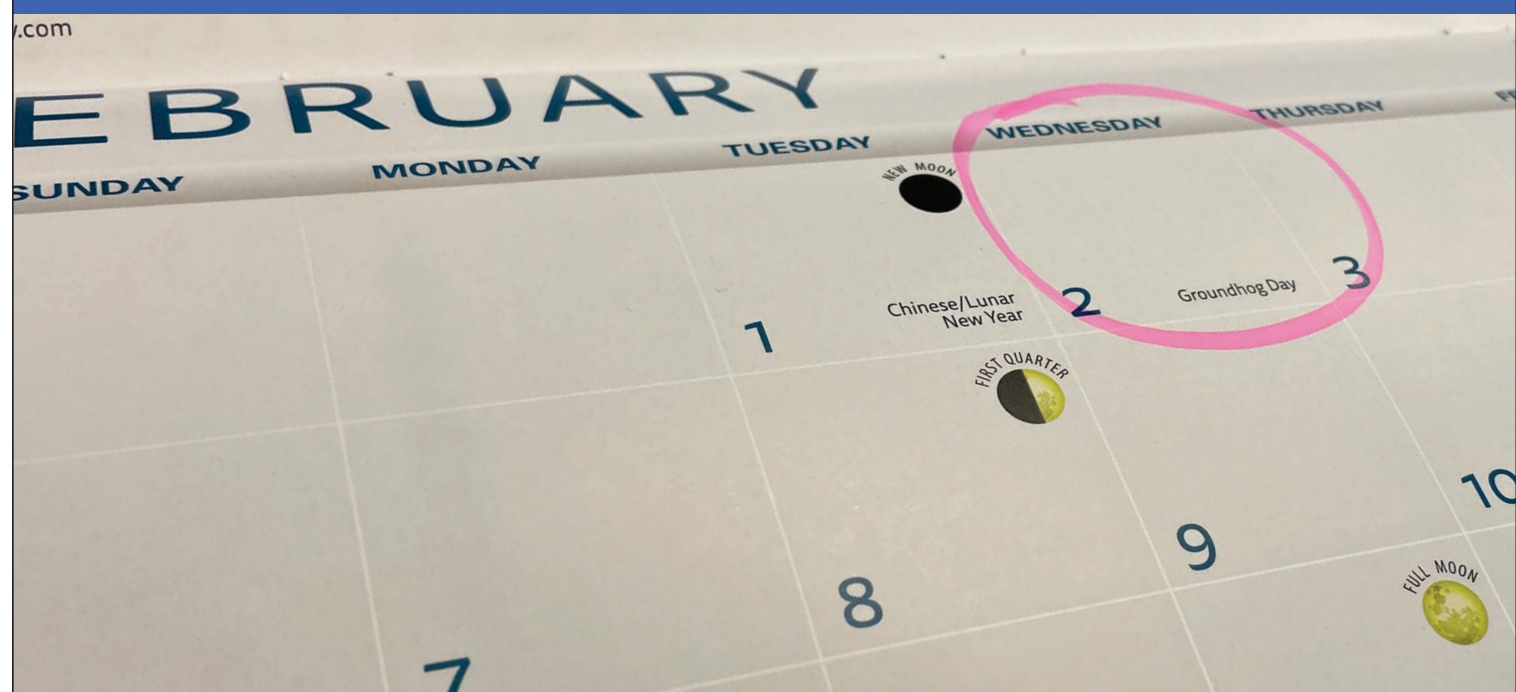 .com
EBRUARY
SUNDAY MONDAY TUESDAY WEDNESDAY THURSDAY
NEW MOON
1 Chinese/Lunar
New Year
2 Groundhog Day 3
FIRST QUARTER
7 8 9 10
FULL MOON